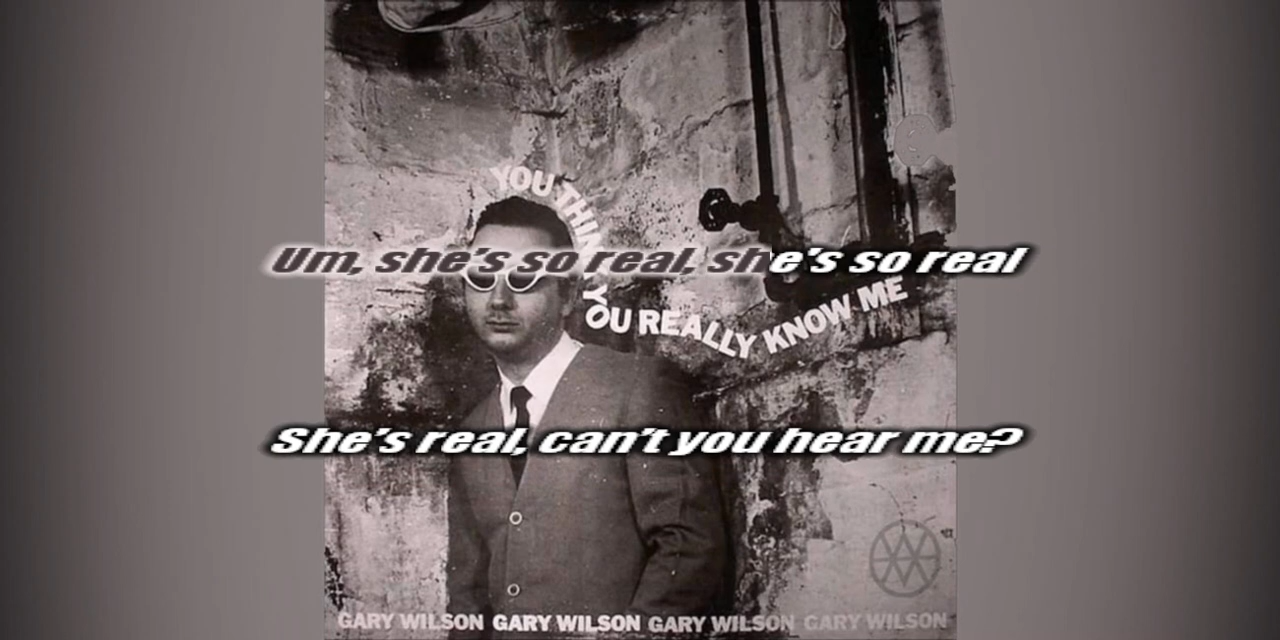 YOU THINK YOU REALLY KNOW ME
Um, she's so real, she's so real
She's real, can't you hear me?
GARY WILSON GARY WILSON GARY WILSON GARY WILSON